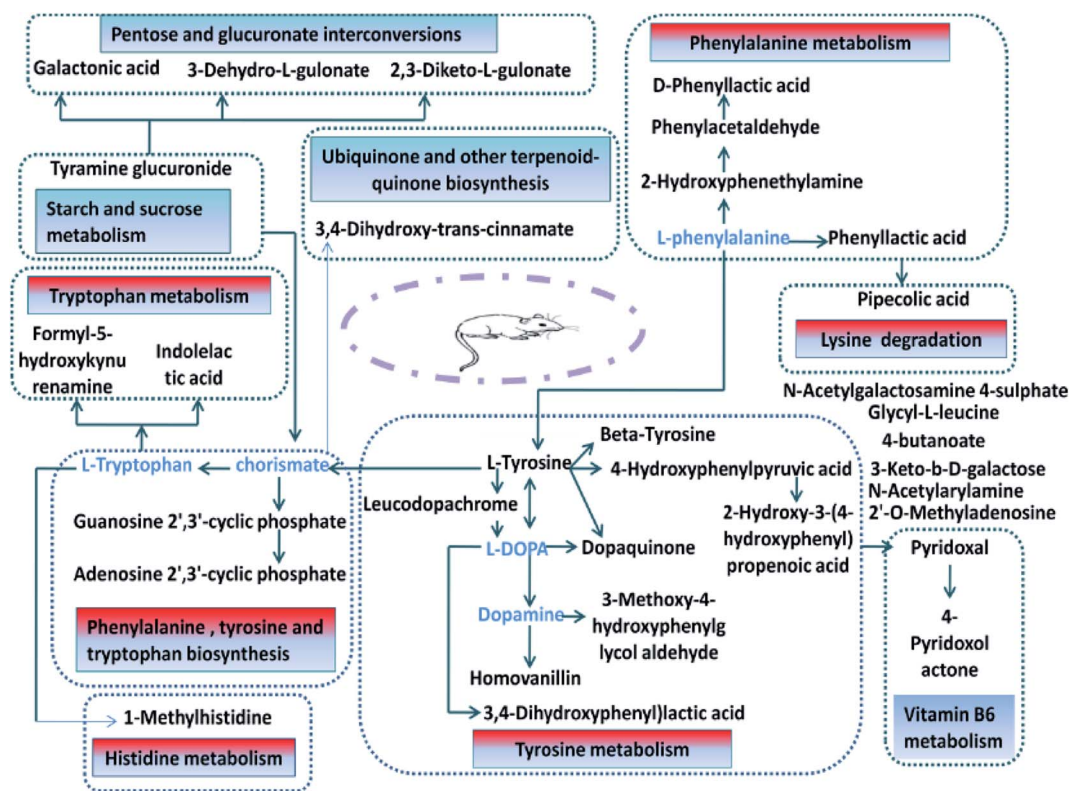 Pentose and glucuronate interconversions
Galactonic acid
3-Dehydro-L-gulonate
2,3-Diketo-L-gulonate
Tyramine glucuronide
Starch and sucrose
metabolism
Ubiquinone and other terpenoid-
quinone biosynthesis
3,4-Dihydroxy-trans-cinnamate
Phenylalanine metabolism
D-Phenyllactic acid
Phenylacetaldehyde
2-Hydroxyphenethylamine
L-phenylalanine
Phenyllactic acid
Pipecolic acid
Lysine degradation
Tryptophan metabolism
Formyl-5-
hydroxykynu
renamine
Indolelac
tic acid
L-Tryptophan
chorismate
Guanosine 2',3'-cyclic phosphate
Adenosine 2',3'-cyclic phosphate
Phenylalanine , tyrosine and
tryptophan biosynthesis
1-Methylhistidine
Histidine metabolism
Beta-Tyrosine
L-Tyrosine
4-Hydroxyphenylpyruvic acid
Leucodopachrome
2-Hydroxy-3-(4-
hydroxyphenyl)
propenoic acid
L-DOPA
Dopaquinone
Dopamine
3-Methoxy-4-
hydroxyphenylg
lycol aldehyde
Homovanillin
3,4-Dihydroxyphenyl)lactic acid
Tyrosine metabolism
N-Acetylgalactosamine 4-sulphate
Glycyl-L-leucine
4-butanoate
3-Keto-b-D-galactose
N-Acetylarylamine
2'-O-Methyladenosine
Pyridoxal
4-
Pyridoxol
actone
Vitamin B6
metabolism